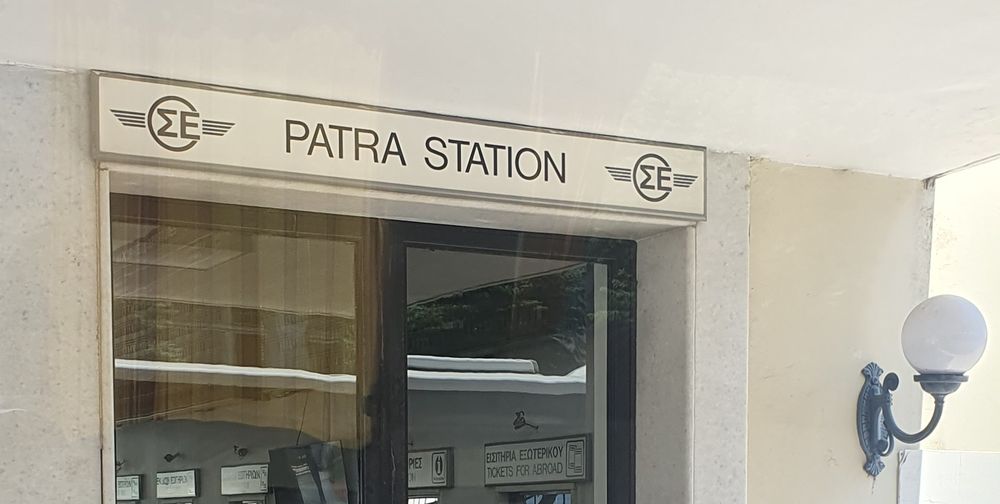 ΣΕ PATRA STATION ΣΕ
ΕΙΣΙΤΗΡΙΑ ΕΞΩΤΕΡΙΚΟΥ
TICKETS FOR ABROAD